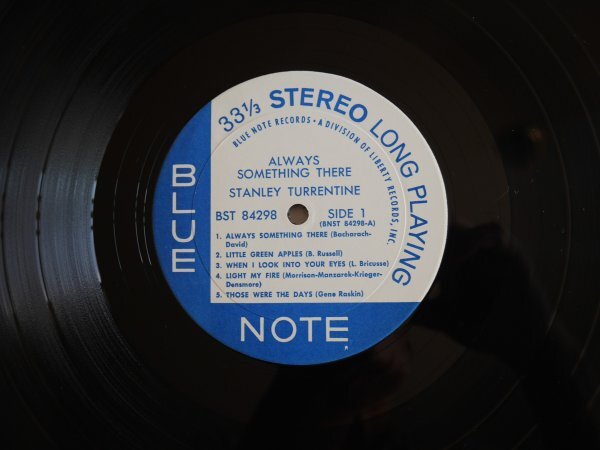 33⅓ STEREO LONG PLAYING
BLUE NOTE RECORDS • A DIVISION OF LIBERTY RECORDS, INC.
ALWAYS
SOMETHING THERE
STANLEY TURRENTINE
BST 84298 SIDE 1
(BNST 84298-A)
1. ALWAYS SOMETHING THERE (Bacharach-
David)
2. LITTLE GREEN APPLES (B. Russell)
3. WHEN I LOOK INTO YOUR EYES (L. Bricusse)
4. LIGHT MY FIRE (Morrison-Manzarek-Krieger-
Densmore)
5. THOSE WERE THE DAYS (Gene Raskin)
BLUE
NOTE